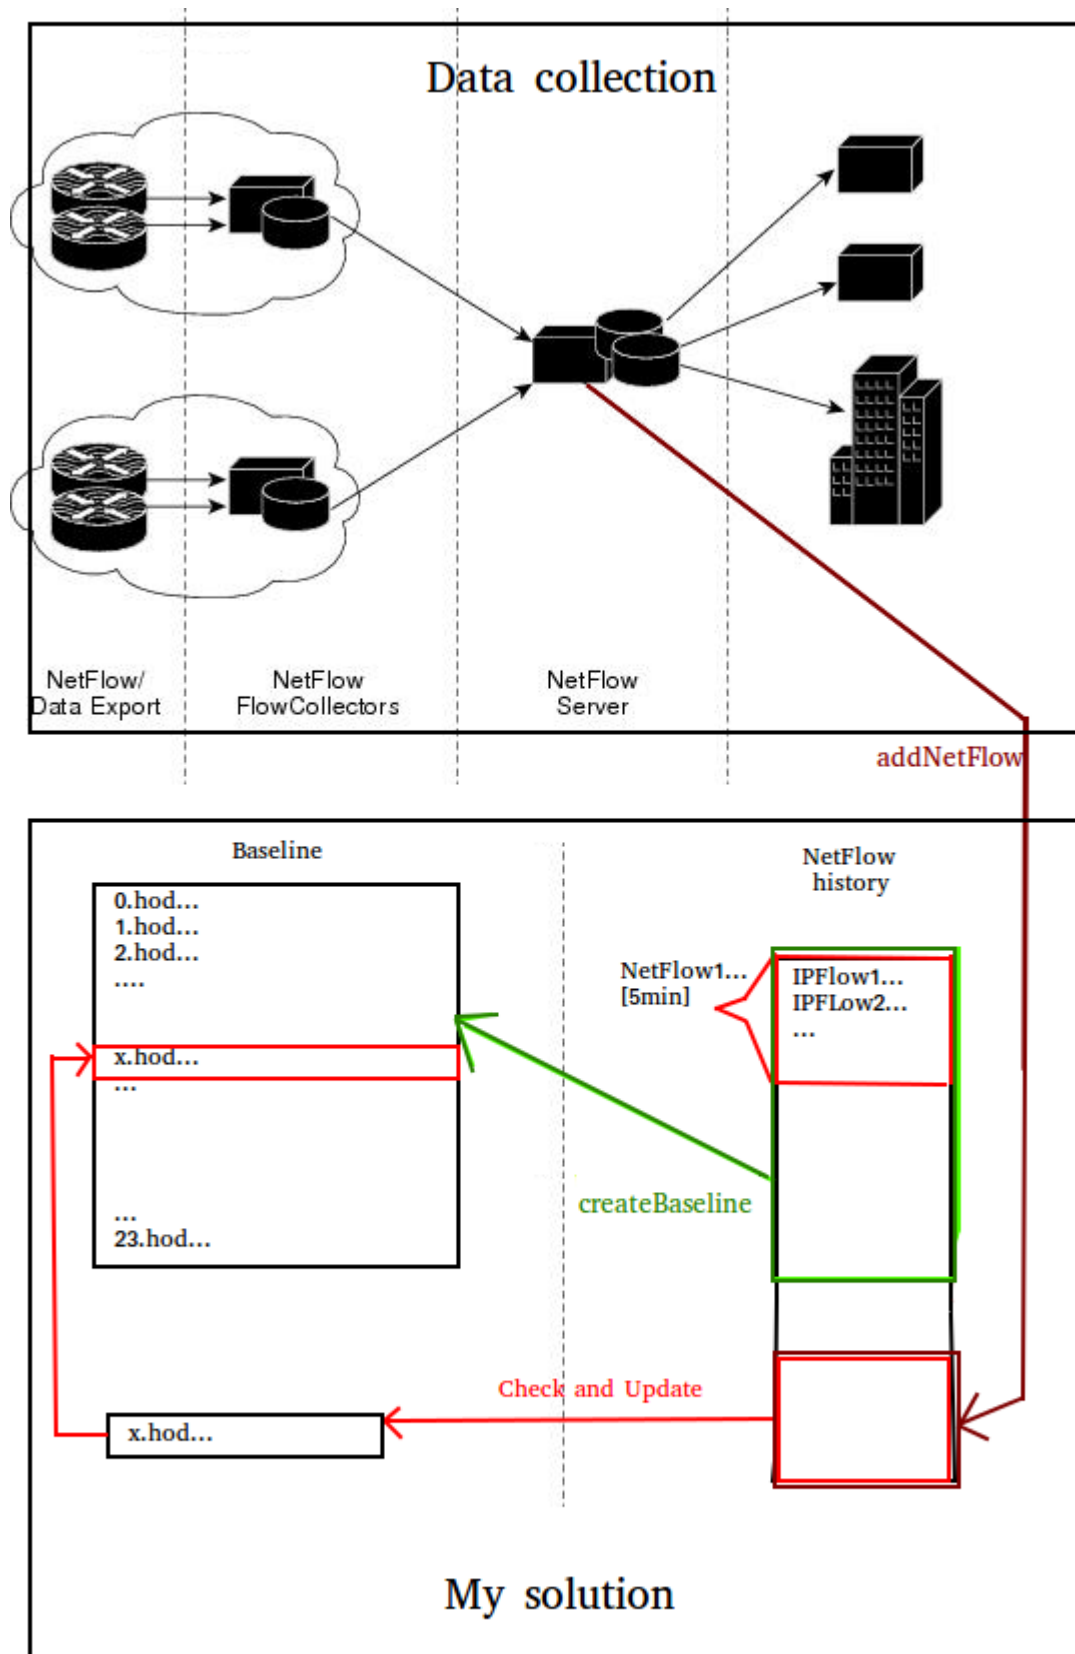 Data collection
NetFlow/
Data Export
NetFlow
FlowCollectors
NetFlow
Server
addNetFlow
Baseline
NetFlow
history
0.hod...
1.hod...
2.hod...
....
x.hod...
...
...
23.hod...
NetFlow1...
[5min]
IPFlow1...
IPFLow2...
...
createBaseline
Check and Update
x.hod...
My solution